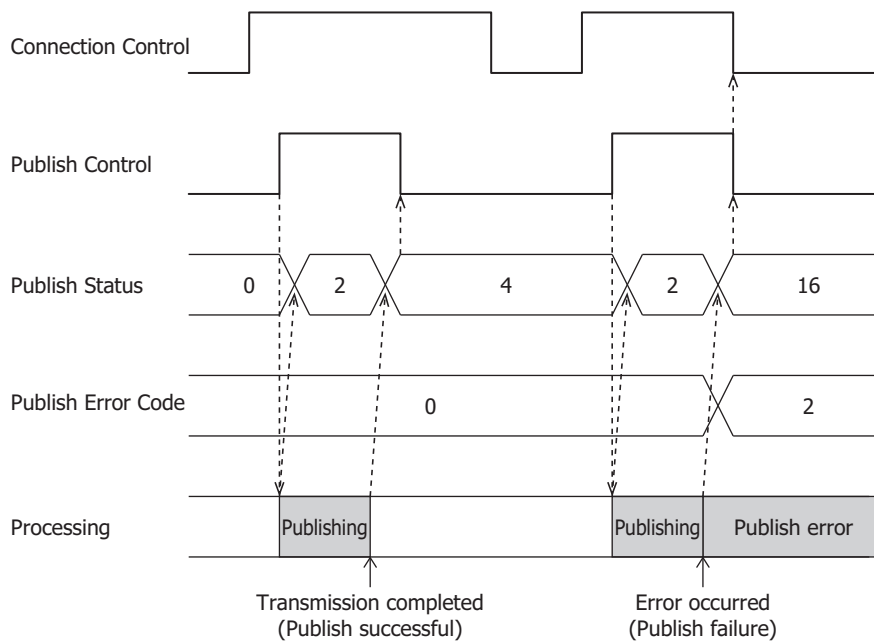 Connection Control
Publish Control
Publish Status
0
2
4
2
16
Publish Error Code
0
2
Processing
Publishing
Publishing
Publish error
Transmission completed
(Publish successful)
Error occurred
(Publish failure)